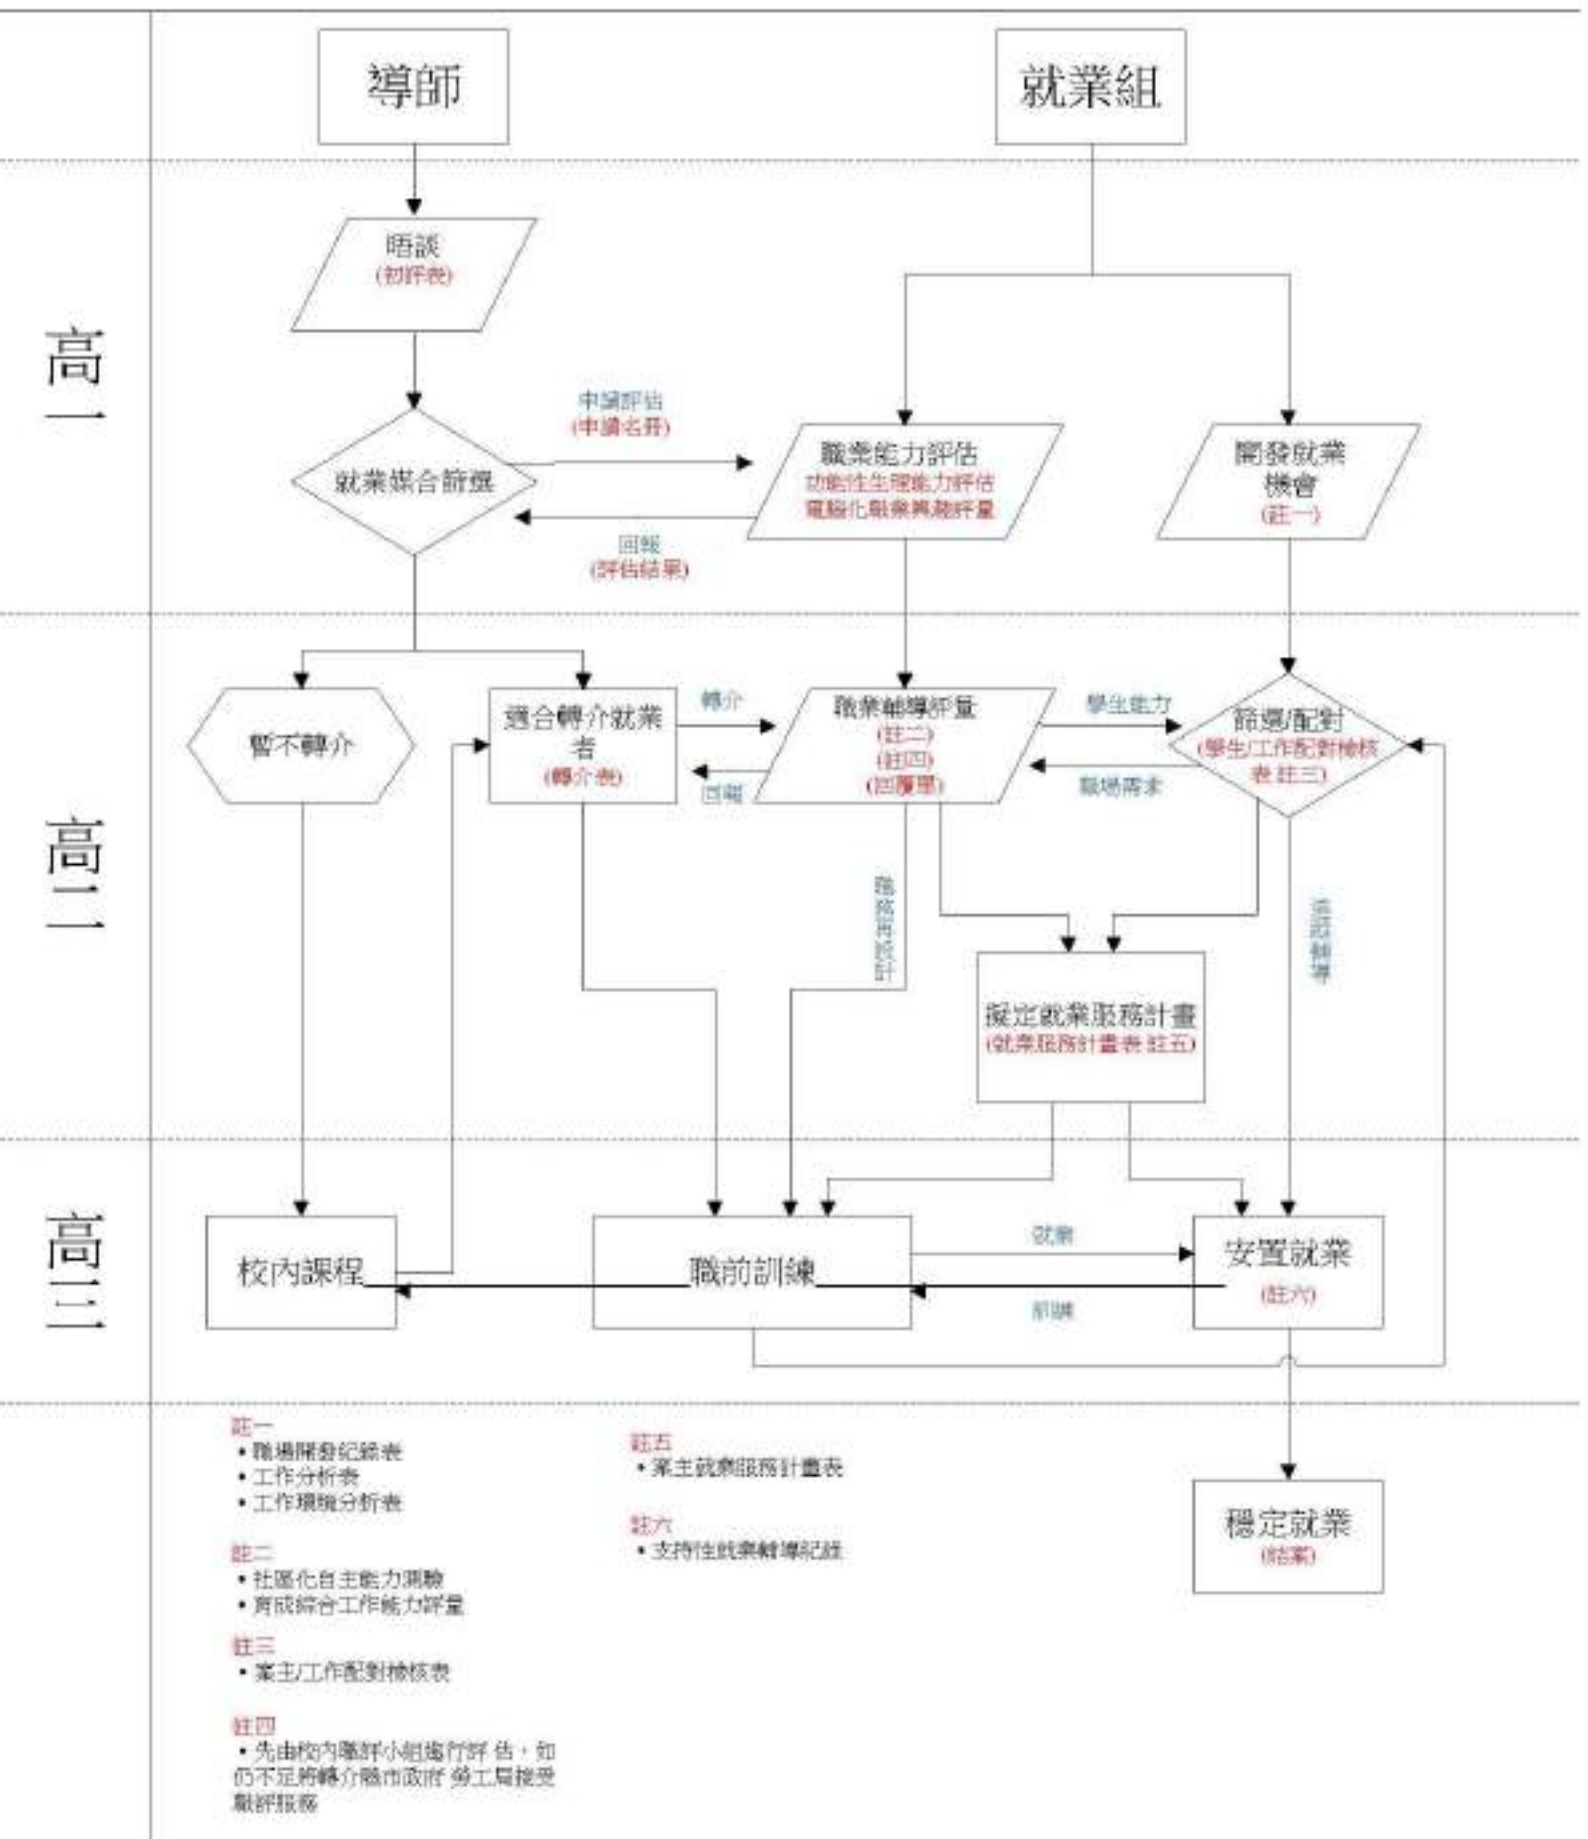 導師
就業組
高一
晤談
(初評表)
申請評估
(申請名冊)
就業媒合篩選
職業能力評估
功能性生理能力評估
電腦化職業興趣評量
開發就業
機會
(註一)
回報
(評估結果)
高二
暫不轉介
適合轉介就業
者
(轉介表)
轉介
回報
職業輔導評量
(註二)
(註四)
(回覆單)
學生能力
職場需求
篩選/配對
(學生/工作配對檢核
表 註三)
職務再設計
追蹤輔導
擬定就業服務計畫
(就業服務計畫表 註五)
高三
校內課程
職前訓練
就業
安置就業
(註六)
註一
• 職場開發紀錄表
• 工作分析表
• 工作環境分析表
註二
• 社區化自主能力測驗
• 育成綜合工作能力評量
註三
• 案主/工作配對檢核表
註四
• 先由校內職評小組進行評 估，如
仍不足將轉介縣市政府 勞工局接受
職評服務
註五
• 案主就業服務計畫表
註六
• 支持性就業輔導紀錄
穩定就業
(結案)